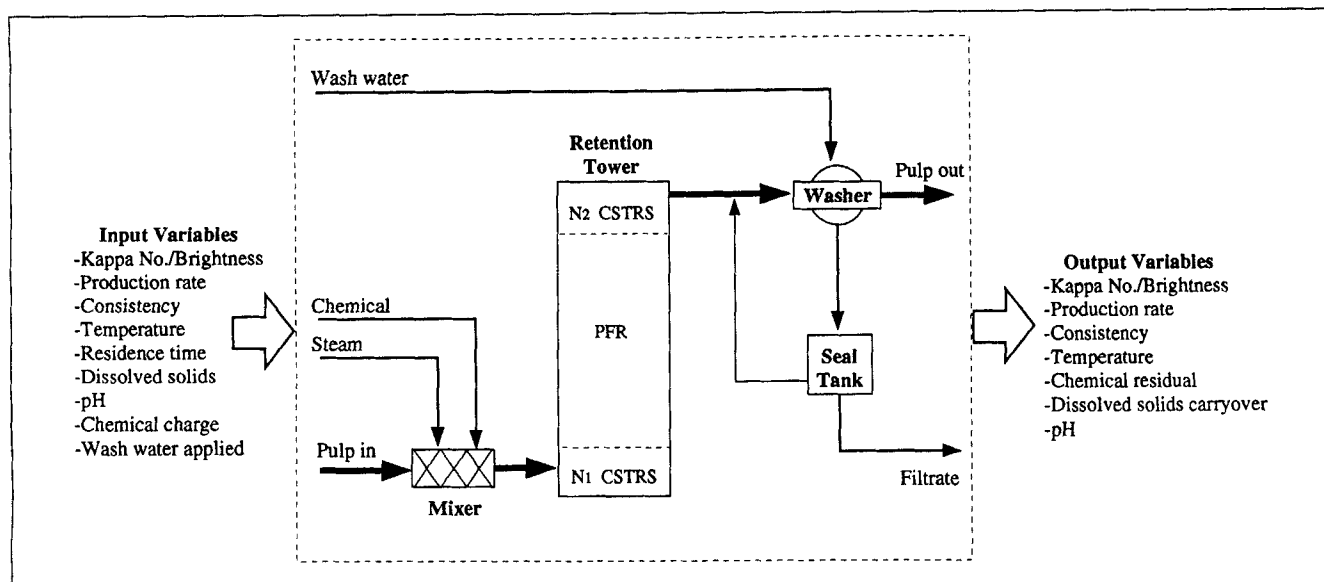 Input Variables
-Kappa No./Brightness
-Production rate
-Consistency
-Temperature
-Residence time
-Dissolved solids
-pH
-Chemical charge
-Wash water applied
Wash water
Chemical
Steam
Pulp in
Mixer
Retention
Tower
N2 CSTRS
PFR
N1 CSTRS
Washer
Pulp out
Seal
Tank
Filtrate
Output Variables
-Kappa No./Brightness
-Production rate
-Consistency
-Temperature
-Chemical residual
-Dissolved solids carryover
-pH